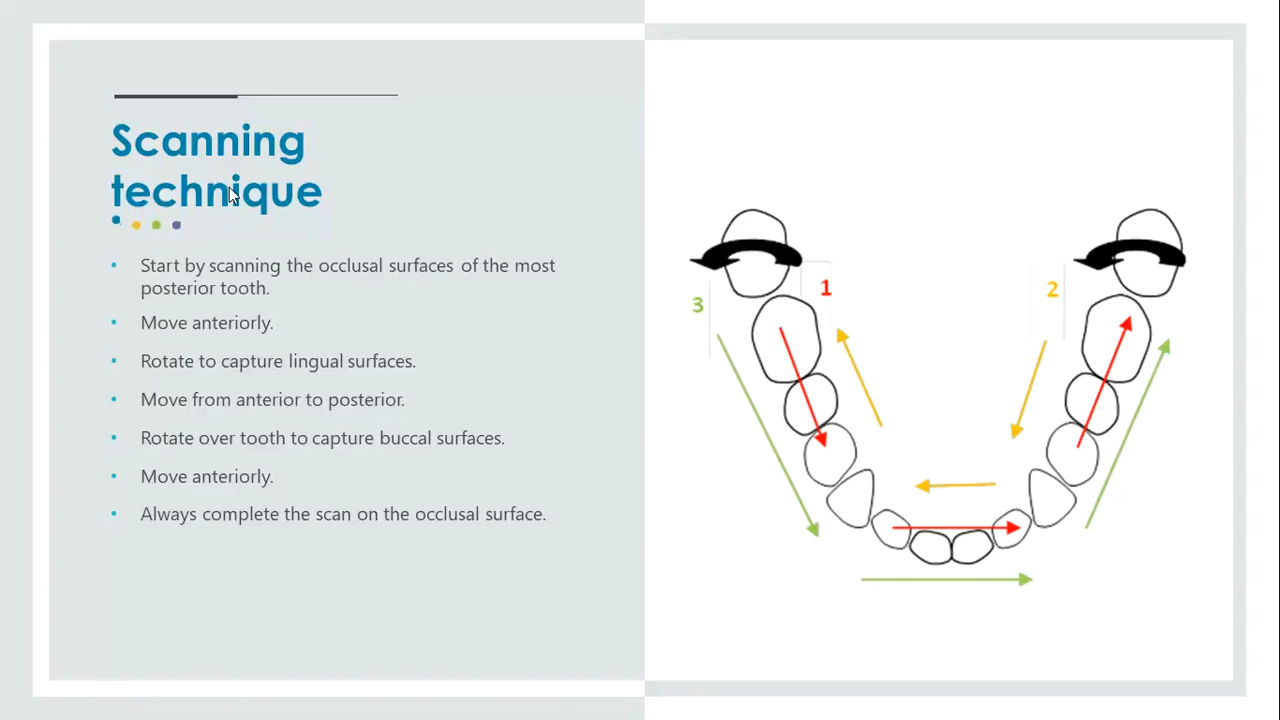 Scanning
technique
• Start by scanning the occlusal surfaces of the most
posterior tooth.
• Move anteriorly.
• Rotate to capture lingual surfaces.
• Move from anterior to posterior.
• Rotate over tooth to capture buccal surfaces.
• Move anteriorly.
• Always complete the scan on the occlusal surface.
1
2
3